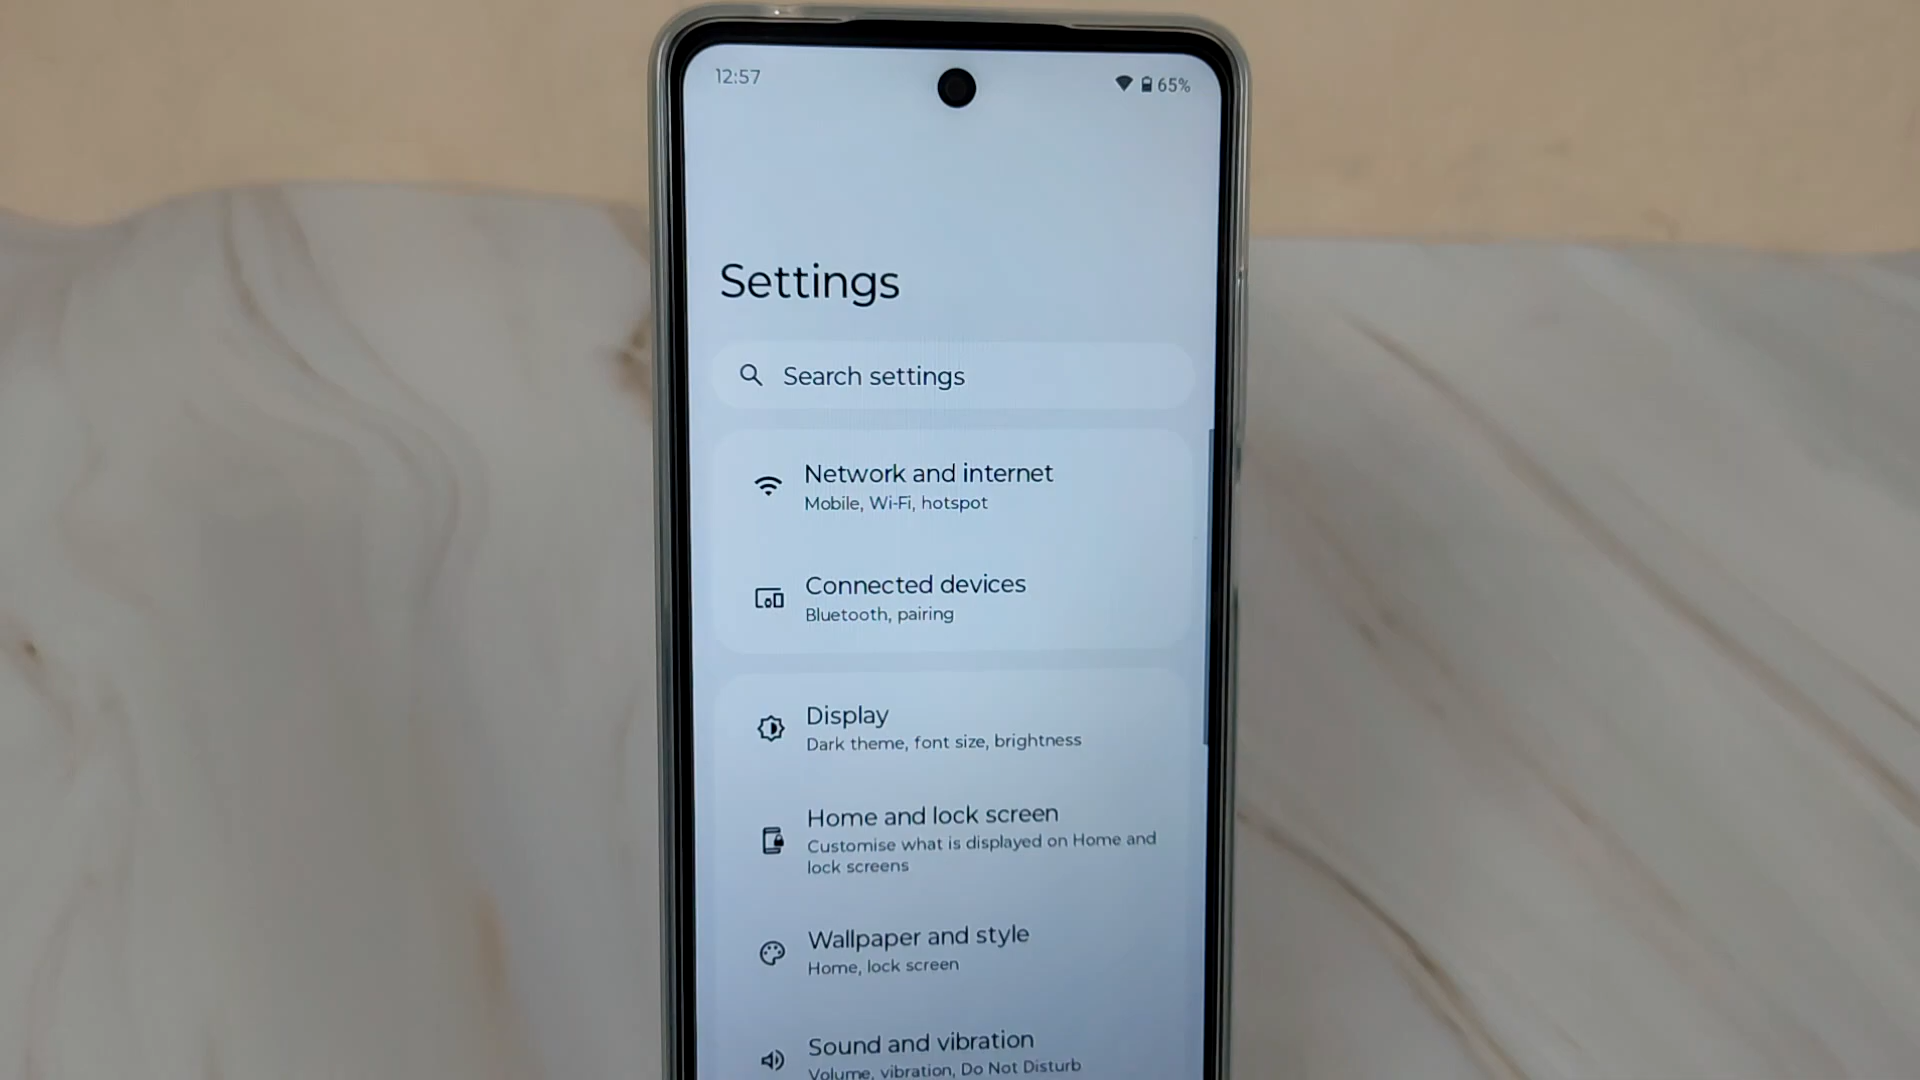 12:57
65%
Settings
Search settings
Network and internet
Mobile, Wi-Fi, hotspot
Connected devices
Bluetooth, pairing
Display
Dark theme, font size, brightness
Home and lock screen
Customise what is displayed on Home and
lock screens
Wallpaper and style
Home, lock screen
Sound and vibration
Volume, vibration, Do Not Disturb